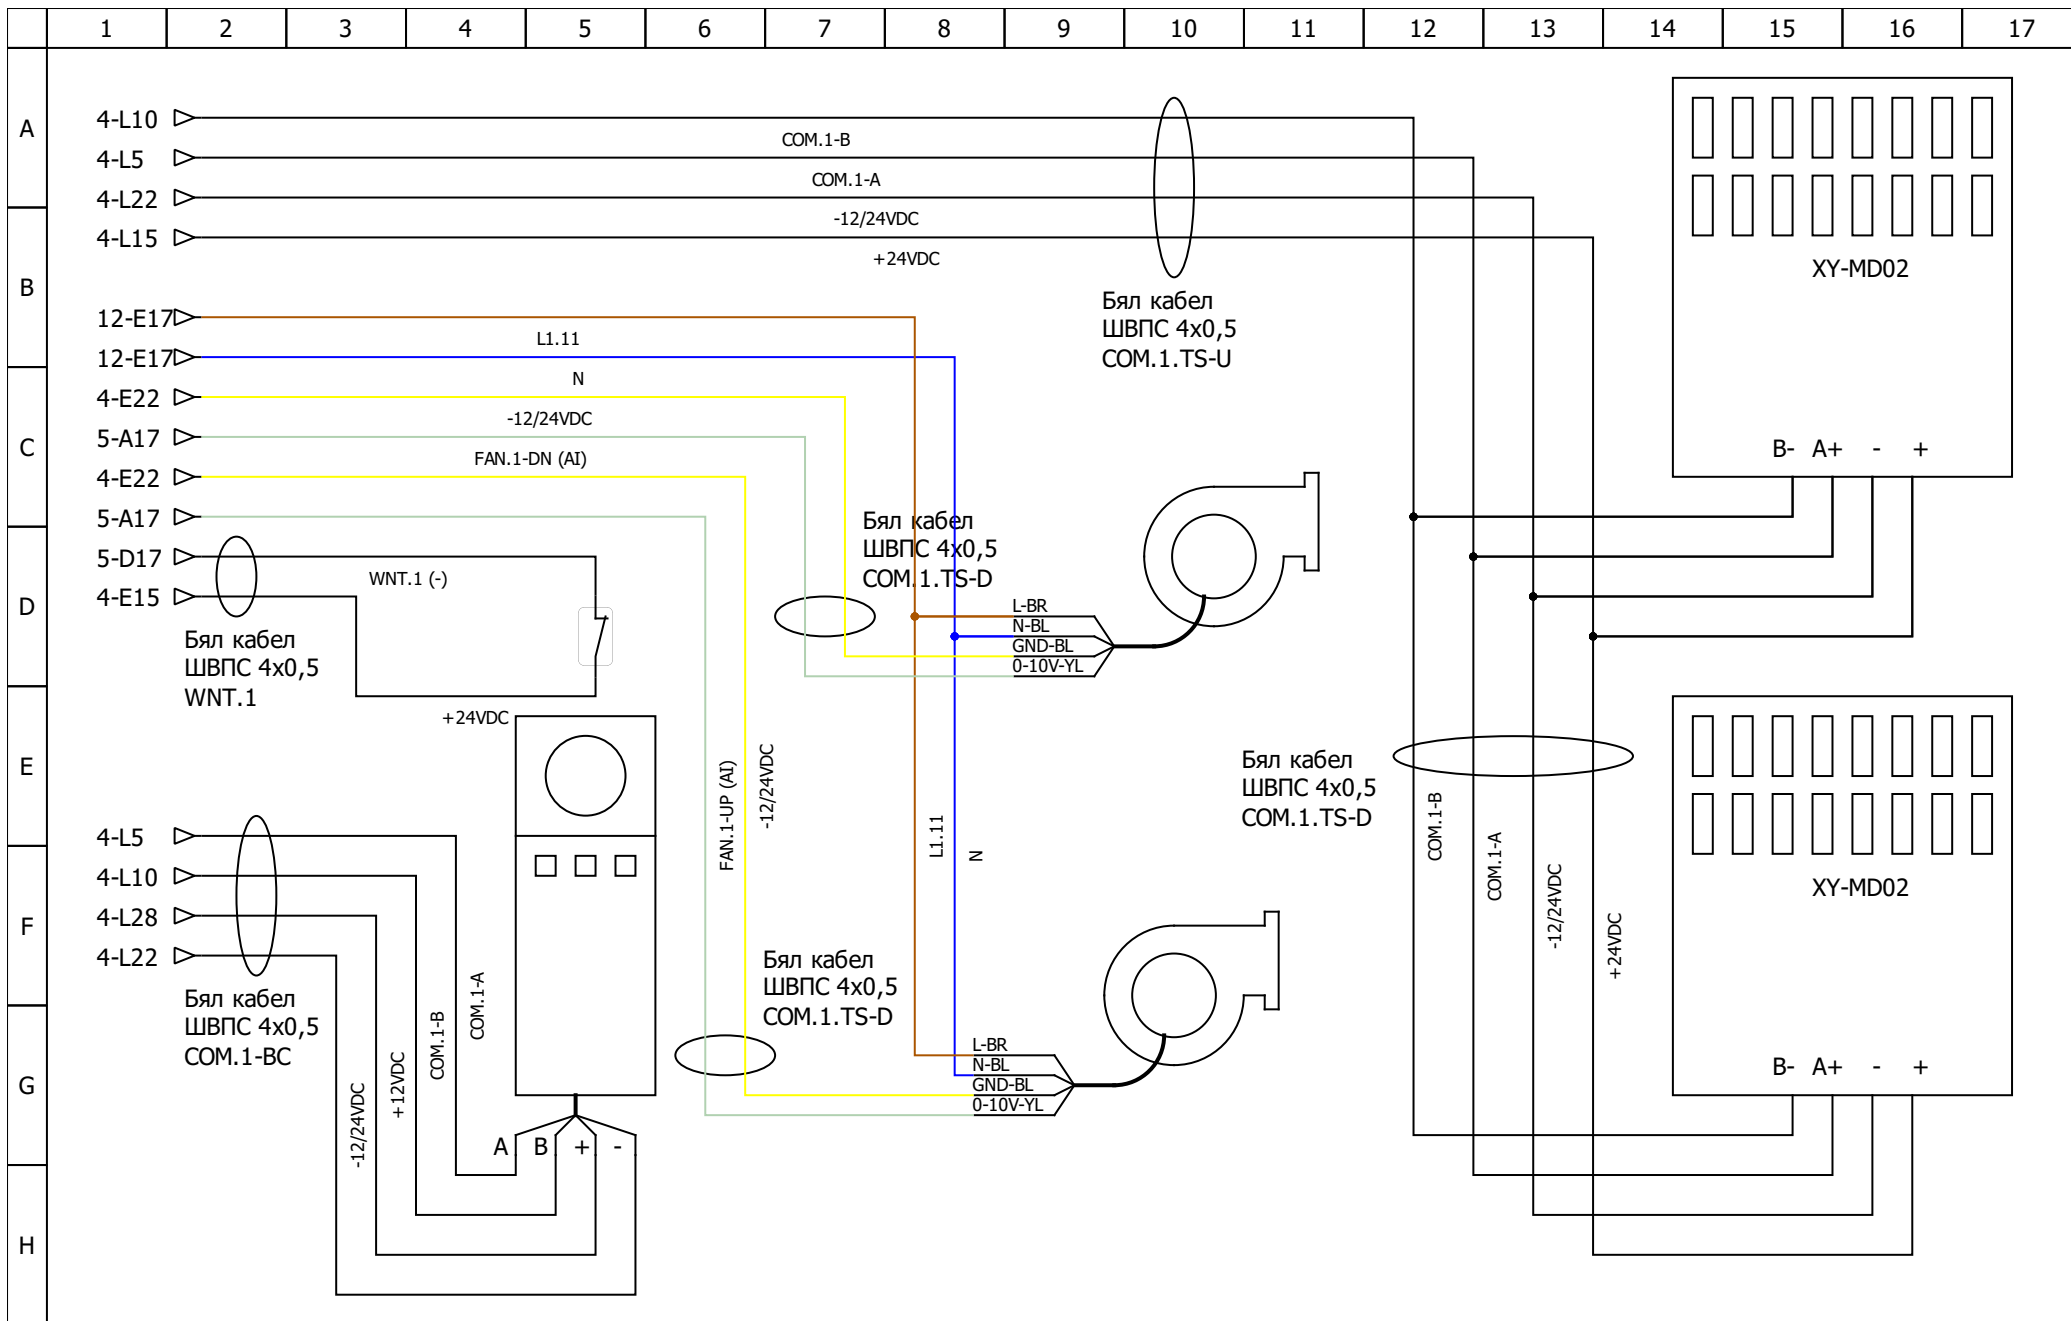 1 2 3 4 5 6 7 8 9 10 11 12 13 14 15 16 17
A
B
C
D
E
F
G
H
4-L10
COM.1-B
4-L5
COM.1-A
4-L22
-12/24VDC
4-L15
+24VDC
Бял кабел
ШВПС 4x0,5
COM.1.TS-U
XY-MD02
B- A+ - +
12-E17
L1.11
12-E17
N
4-E22
-12/24VDC
5-A17
FAN.1-DN (AI)
4-E22
5-A17
Бял кабел
ШВПС 4x0,5
COM.1.TS-D
5-D17
WNT.1 (-)
4-E15
Бял кабел
ШВПС 4x0,5
WNT.1
+24VDC
L-BR
N-BL
GND-BL
0-10V-YL
FAN.1-UP (AI)
-12/24VDC
L1.11
N
Бял кабел
ШВПС 4x0,5
COM.1.TS-D
COM.1-B
COM.1-A
-12/24VDC
+24VDC
XY-MD02
B- A+ - +
4-L5
4-L10
4-L28
4-L22
Бял кабел
ШВПС 4x0,5
COM.1-BC
-12/24VDC
+12VDC
COM.1-B
COM.1-A
A B + -
Бял кабел
ШВПС 4x0,5
COM.1.TS-D
L-BR
N-BL
GND-BL
0-10V-YL